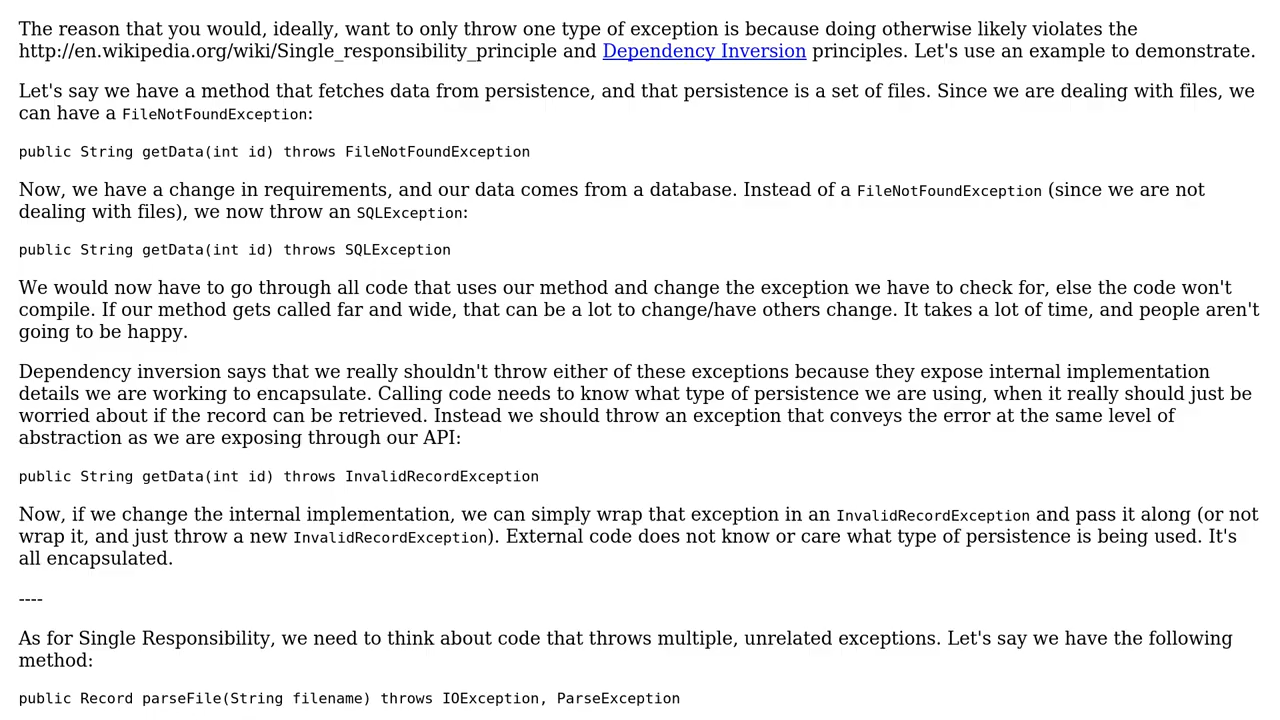 The reason that you would, ideally, want to only throw one type of exception is because doing otherwise likely violates the
http://en.wikipedia.org/wiki/Single_responsibility_principle and Dependency Inversion principles. Let's use an example to demonstrate.
Let's say we have a method that fetches data from persistence, and that persistence is a set of files. Since we are dealing with files, we
can have a FileNotFoundException:
public String getData(int id) throws FileNotFoundException
Now, we have a change in requirements, and our data comes from a database. Instead of a FileNotFoundException (since we are not
dealing with files), we now throw an SQLException:
public String getData(int id) throws SQLException
We would now have to go through all code that uses our method and change the exception we have to check for, else the code won't
compile. If our method gets called far and wide, that can be a lot to change/have others change. It takes a lot of time, and people aren't
going to be happy.
Dependency inversion says that we really shouldn't throw either of these exceptions because they expose internal implementation
details we are working to encapsulate. Calling code needs to know what type of persistence we are using, when it really should just be
worried about if the record can be retrieved. Instead we should throw an exception that conveys the error at the same level of
abstraction as we are exposing through our API:
public String getData(int id) throws InvalidRecordException
Now, if we change the internal implementation, we can simply wrap that exception in an InvalidRecordException and pass it along (or not
wrap it, and just throw a new InvalidRecordException). External code does not know or care what type of persistence is being used. It's
all encapsulated.
----
As for Single Responsibility, we need to think about code that throws multiple, unrelated exceptions. Let's say we have the following
method:
public Record parseFile(String filename) throws IOException, ParseException